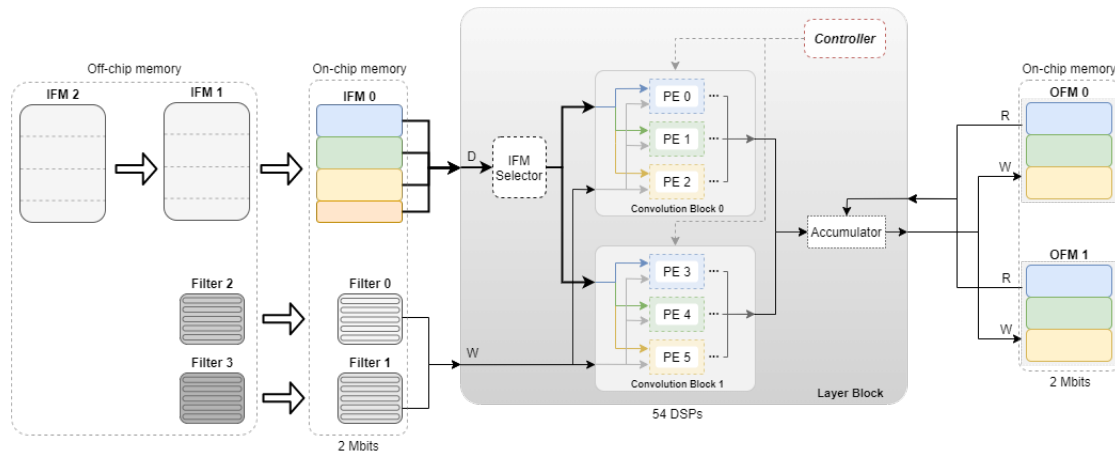 Off-chip memory
IFM 2
IFM 1
On-chip memory
IFM 0
D
IFM
Selector
Controller
PE 0
...
PE 1
...
PE 2
...
Convolution Block 0
PE 3
...
PE 4
...
PE 5
...
Convolution Block 1
Accumulator
Layer Block
54 DSPs
Filter 2
Filter 0
Filter 3
Filter 1
W
2 Mbits
On-chip memory
OFM 0
R
W
OFM 1
R
W
2 Mbits